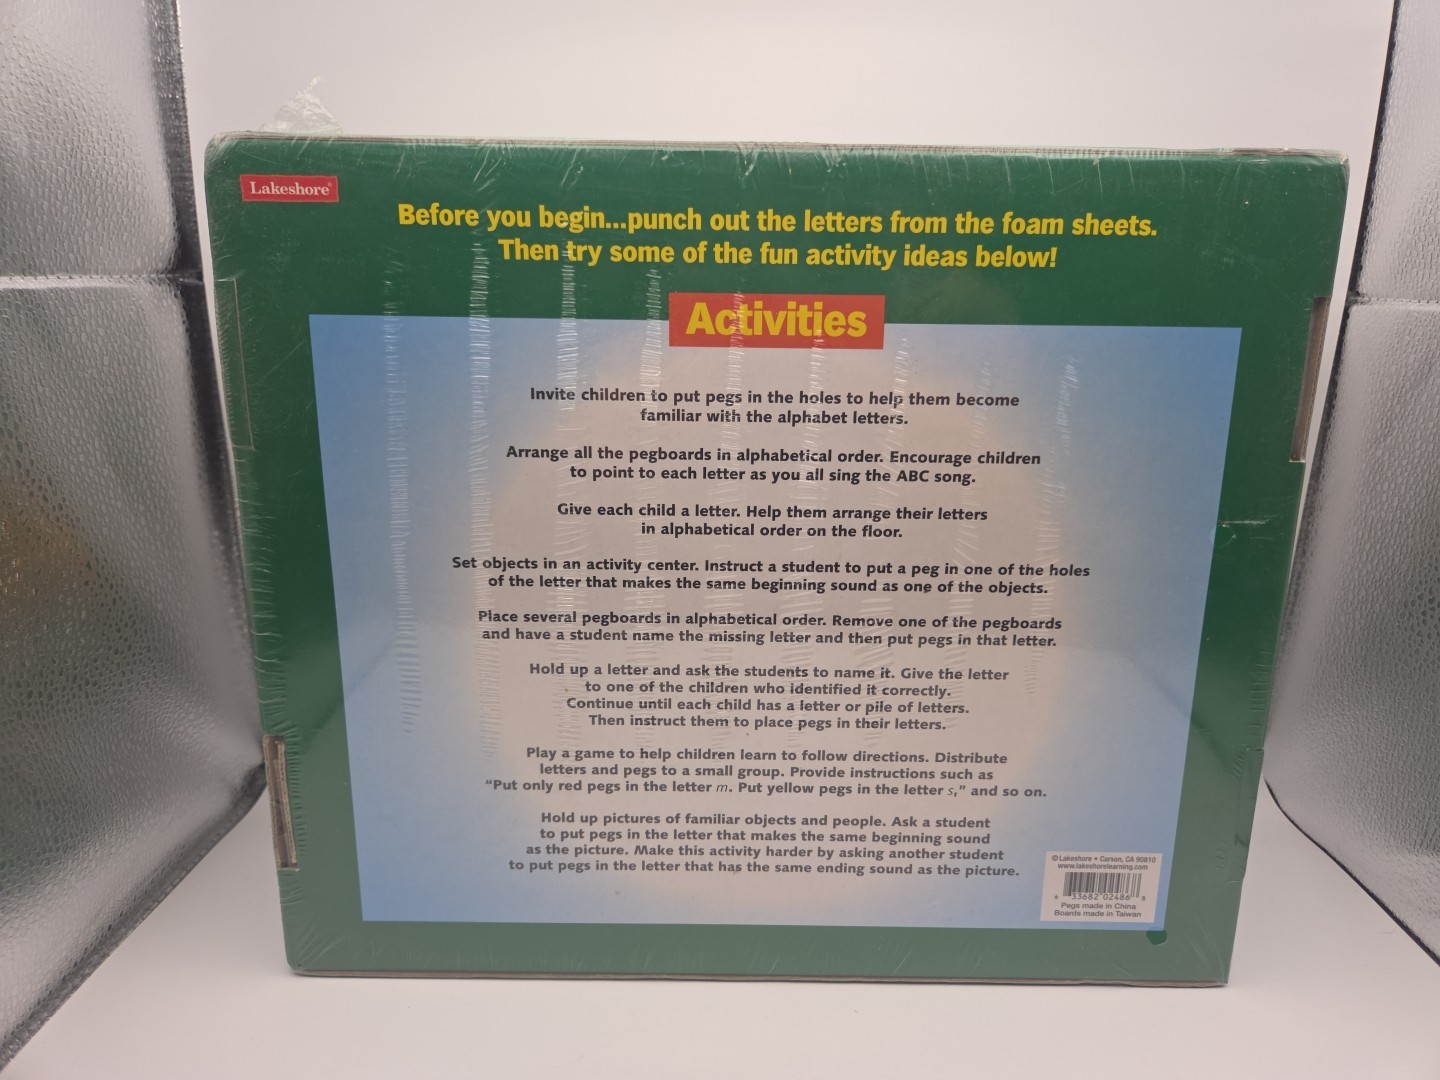 Lakeshore®
Before you begin...punch out the letters from the foam sheets.
Then try some of the fun activity ideas below!
Activities
Invite children to put pegs in the holes to help them become
familiar with the alphabet letters.
Arrange all the pegboards in alphabetical order. Encourage children
to point to each letter as you all sing the ABC song.
Give each child a letter. Help them arrange their letters
in alphabetical order on the floor.
Set objects in an activity center. Instruct a student to put a peg in one of the holes
of the letter that makes the same beginning sound as one of the objects.
Place several pegboards in alphabetical order. Remove one of the pegboards
and have a student name the missing letter and then put pegs in that letter.
Hold up a letter and ask the students to name it. Give the letter
to one of the children who identified it correctly.
Continue until each child has a letter or pile of letters.
Then instruct them to place pegs in their letters.
Play a game to help children learn to follow directions. Distribute
letters and pegs to a small group. Provide instructions such as
“Put only red pegs in the letter m. Put yellow pegs in the letter s,” and so on.
Hold up pictures of familiar objects and people. Ask a student
to put pegs in the letter that makes the same beginning sound
as the picture. Make this activity harder by asking another student
to put pegs in the letter that has the same ending sound as the picture.
© Lakeshore • Carson, CA 90810
www.lakeshorelearning.com
33682 02486
Pegs made in China
Boards made in Taiwan